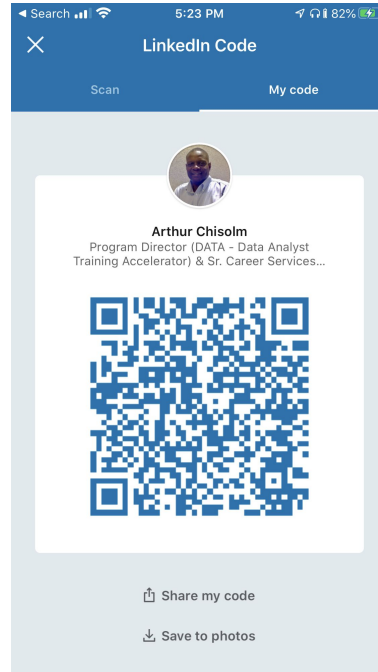 ◀ Search 5:23 PM 82%
LinkedIn Code
Scan My code
Arthur Chisolm
Program Director (DATA - Data Analyst
Training Accelerator) & Sr. Career Services...
Share my code
Save to photos